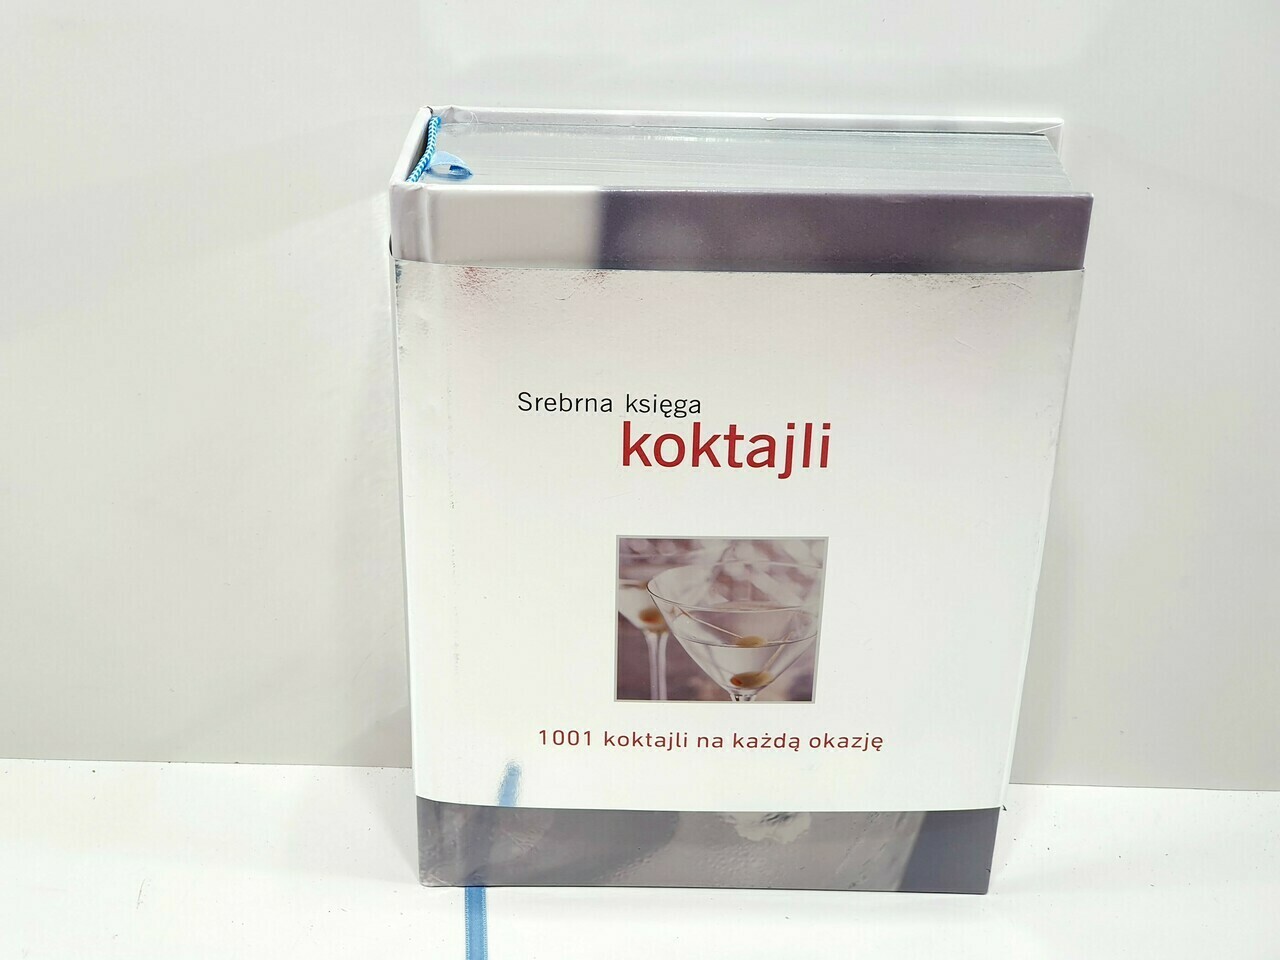 Srebrna księga
koktajli
1001 koktajli na każdą okazję